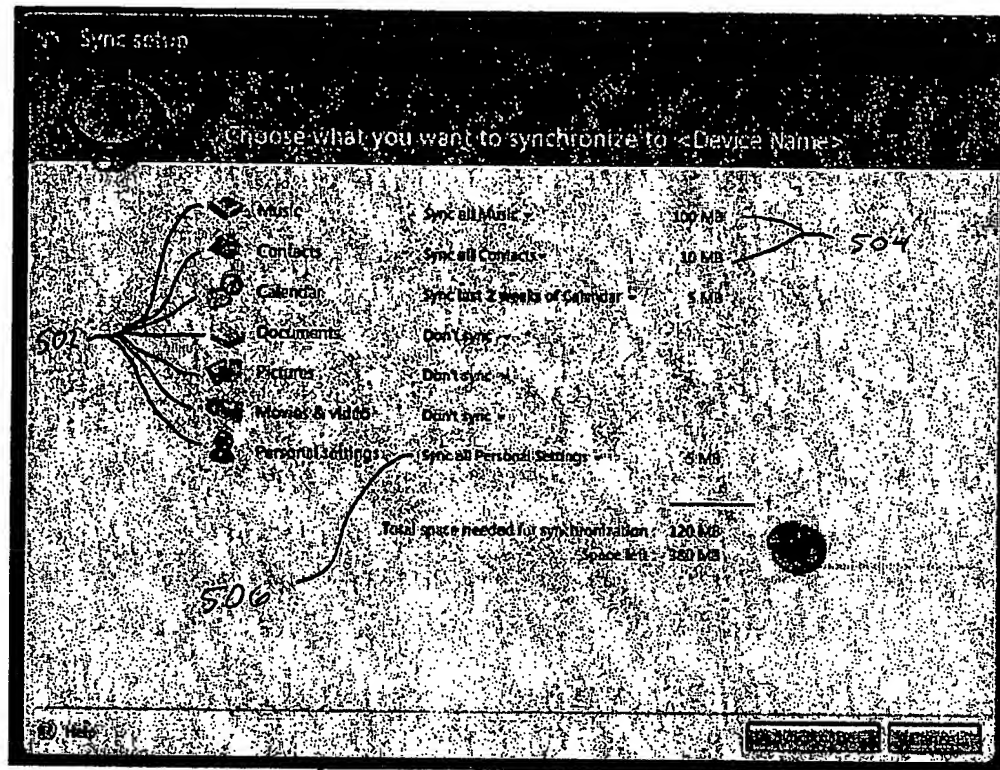 Sync setup
Choose what you want to synchronize to <Device Name>
Music Sync all Music 100 MB
504
Contacts Sync all Contacts 10 MB
Calendar Sync last 2 weeks of Calendar 5 MB
502 Documents Don't sync
Pictures Don't sync
Movies & video Don't sync
Personal Settings Sync all Personal Settings 5 MB
Total space needed for synchronization 120 MB
Space left 380 MB
506
Help